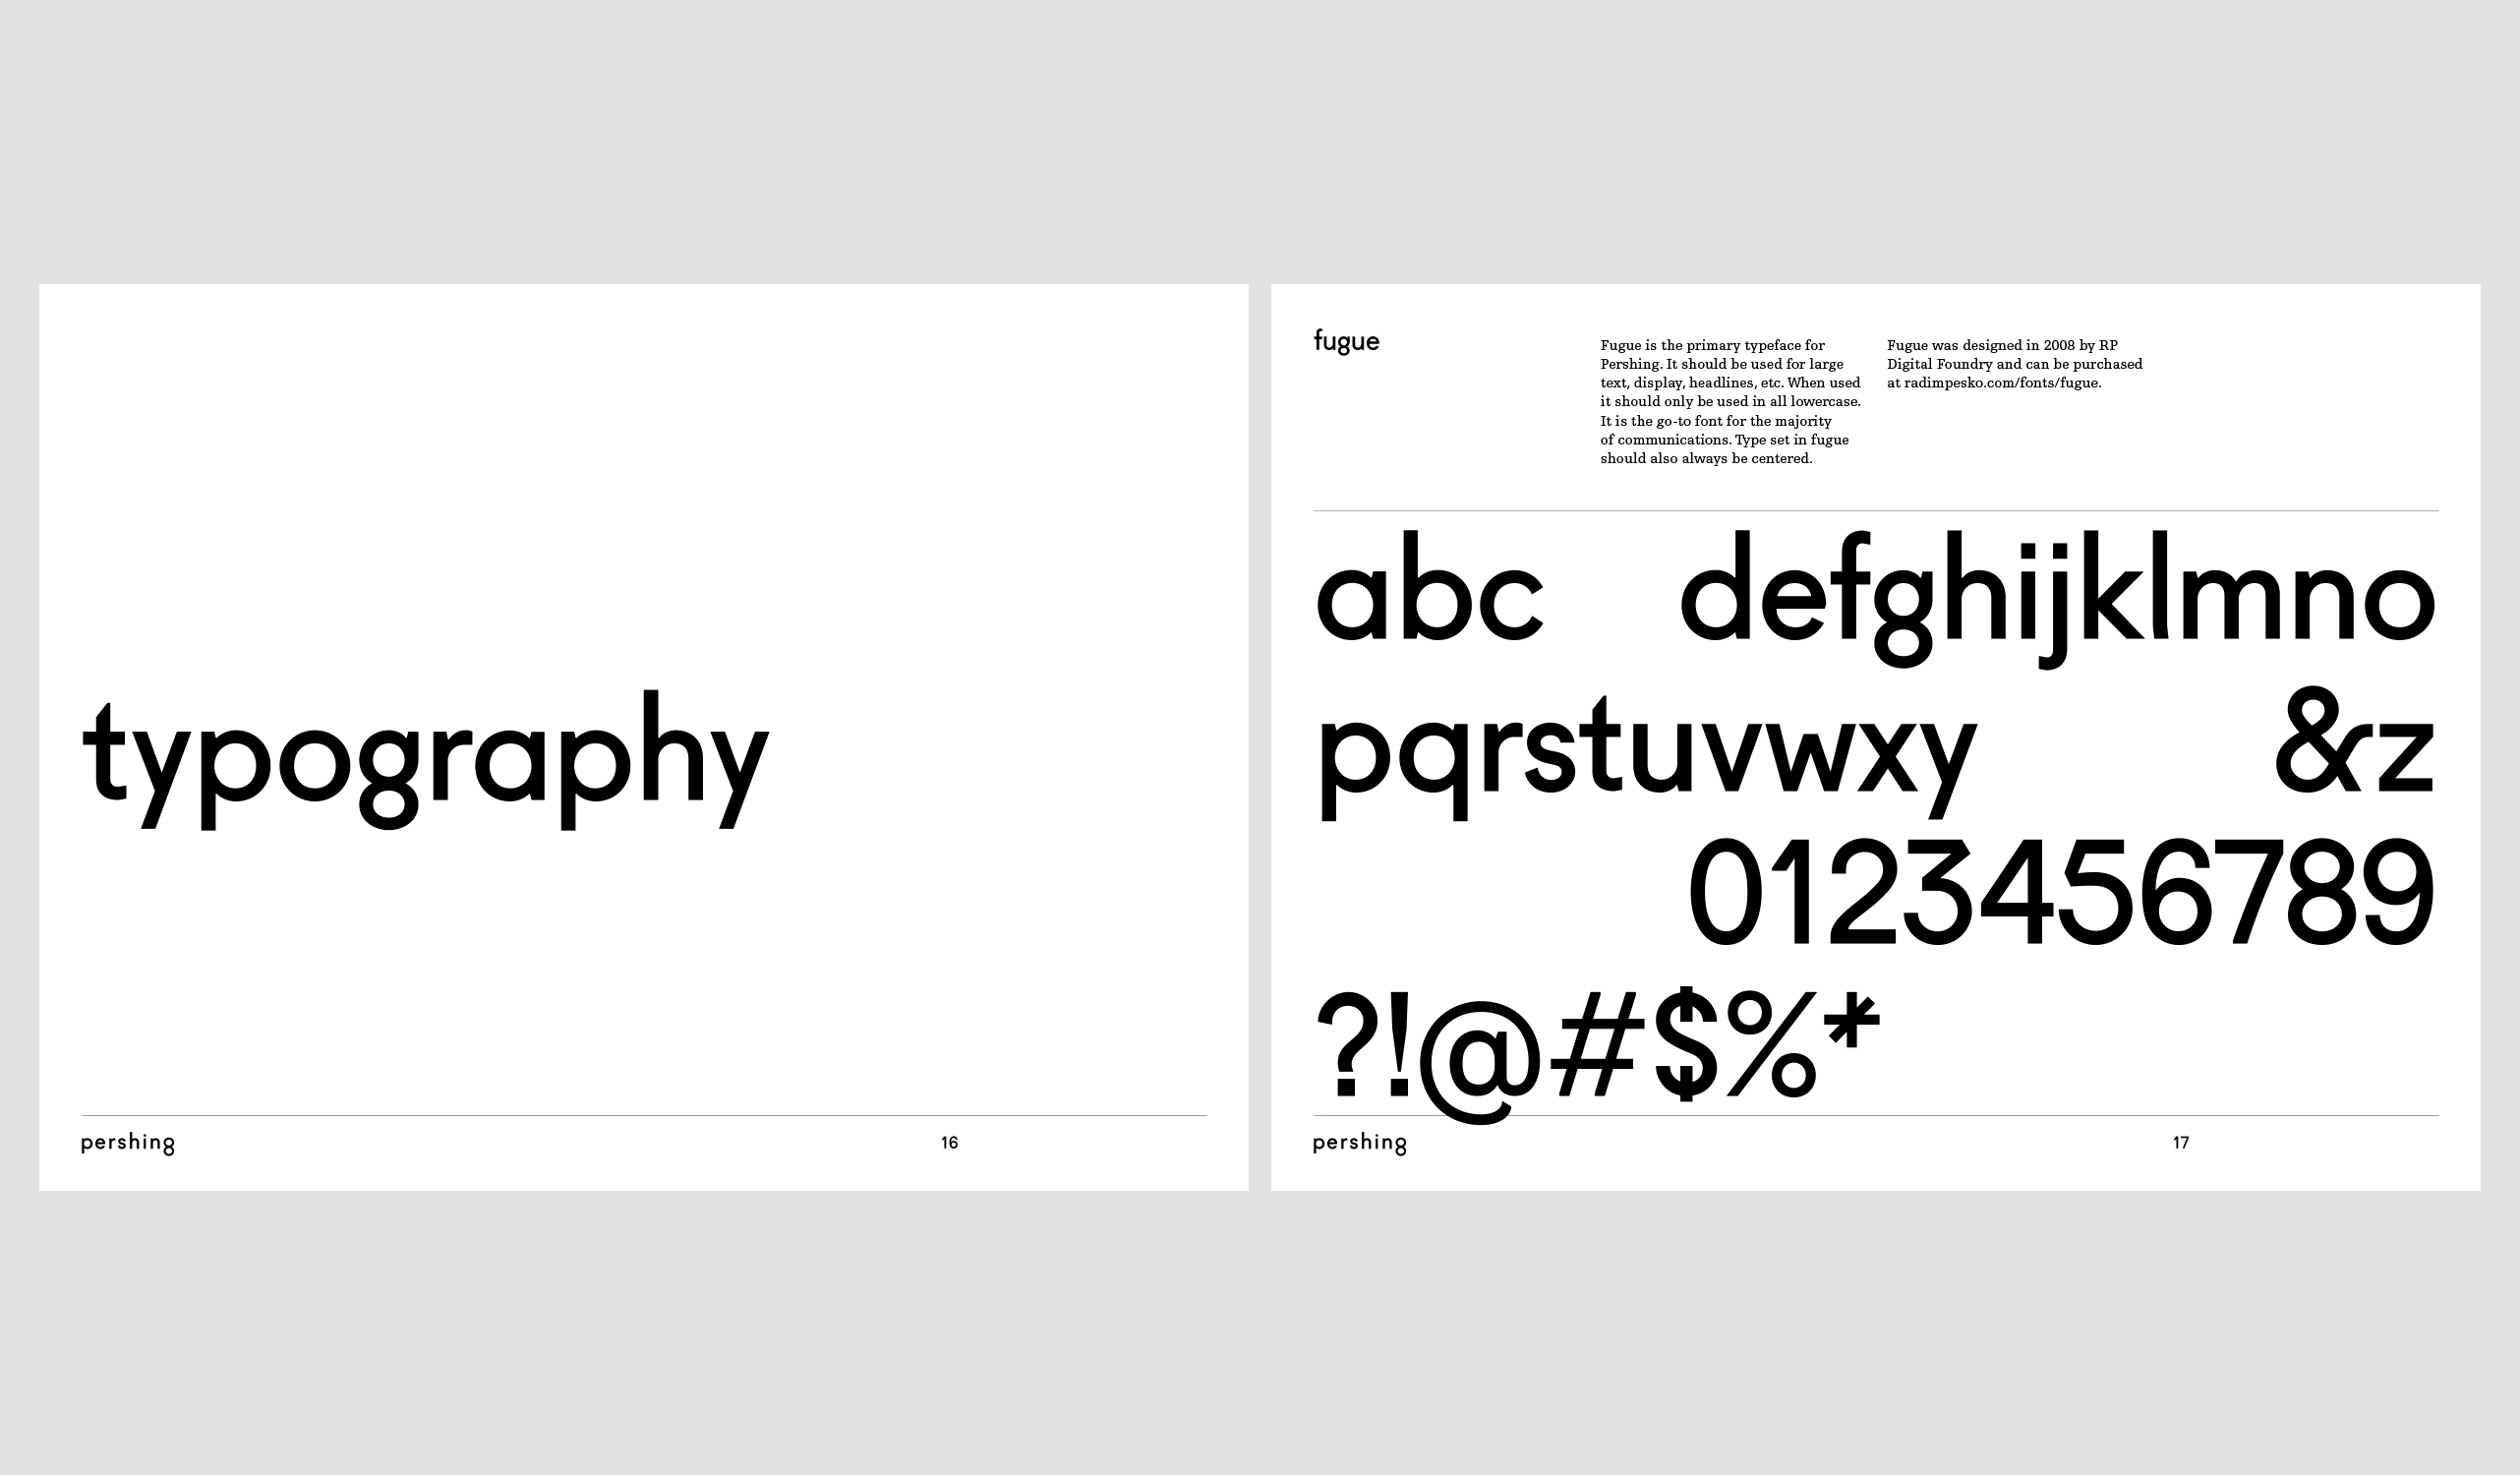 typography
pershing
16
fugue
Fugue is the primary typeface for
Pershing. It should be used for large
text, display, headlines, etc. When used
it should only be used in all lowercase.
It is the go-to font for the majority
of communications. Type set in fugue
should also always be centered.
Fugue was designed in 2008 by RP
Digital Foundry and can be purchased
at radimpesko.com/fonts/fugue.
abc defghijklmno
pqrstuvwxy &z
0123456789
?!@#$%*
pershing
17